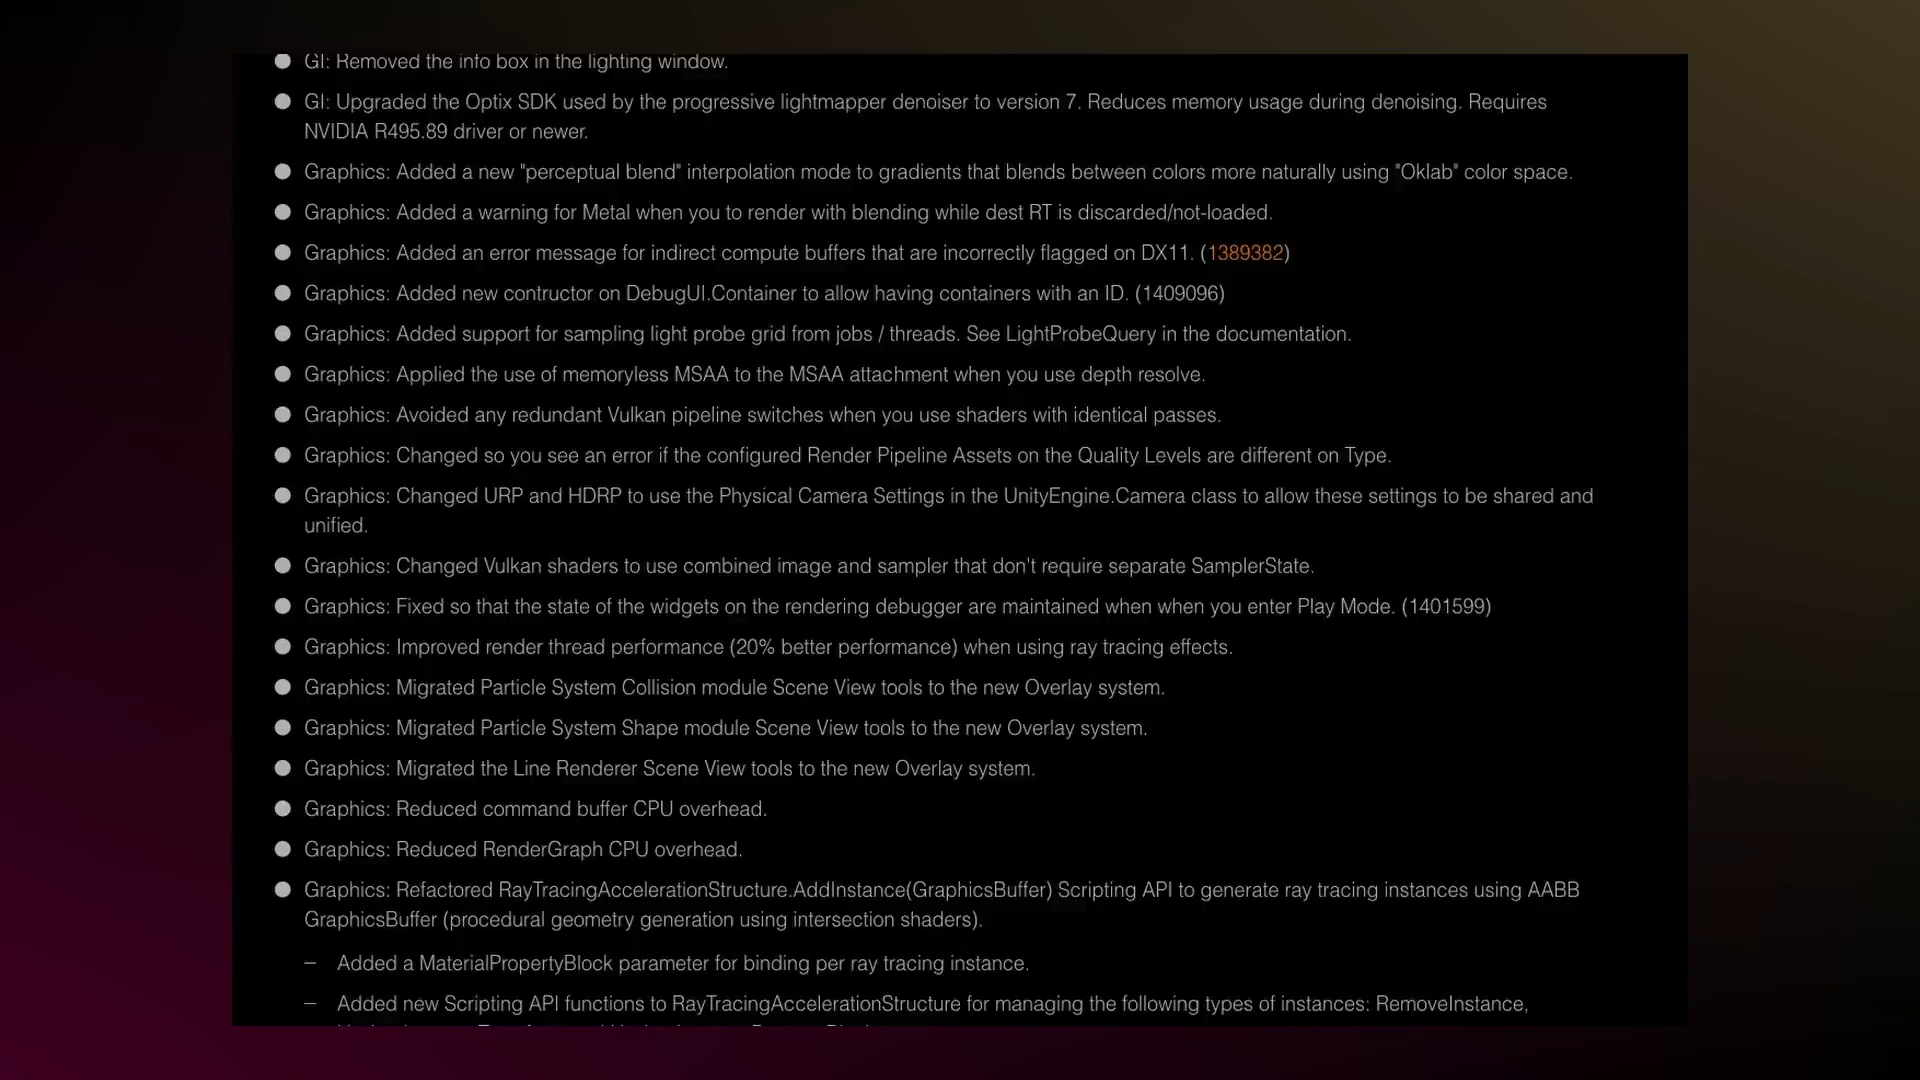 GI: Removed the info box in the lighting window.
GI: Upgraded the Optix SDK used by the progressive lightmapper denoiser to version 7. Reduces memory usage during denoising. Requires
NVIDIA R495.89 driver or newer.
Graphics: Added a new "perceptual blend" interpolation mode to gradients that blends between colors more naturally using "Oklab" color space.
Graphics: Added a warning for Metal when you to render with blending while dest RT is discarded/not-loaded.
Graphics: Added an error message for indirect compute buffers that are incorrectly flagged on DX11. (1389382)
Graphics: Added new contructor on DebugUI.Container to allow having containers with an ID. (1409096)
Graphics: Added support for sampling light probe grid from jobs / threads. See LightProbeQuery in the documentation.
Graphics: Applied the use of memoryless MSAA to the MSAA attachment when you use depth resolve.
Graphics: Avoided any redundant Vulkan pipeline switches when you use shaders with identical passes.
Graphics: Changed so you see an error if the configured Render Pipeline Assets on the Quality Levels are different on Type.
Graphics: Changed URP and HDRP to use the Physical Camera Settings in the UnityEngine.Camera class to allow these settings to be shared and
unified.
Graphics: Changed Vulkan shaders to use combined image and sampler that don't require separate SamplerState.
Graphics: Fixed so that the state of the widgets on the rendering debugger are maintained when when you enter Play Mode. (1401599)
Graphics: Improved render thread performance (20% better performance) when using ray tracing effects.
Graphics: Migrated Particle System Collision module Scene View tools to the new Overlay system.
Graphics: Migrated Particle System Shape module Scene View tools to the new Overlay system.
Graphics: Migrated the Line Renderer Scene View tools to the new Overlay system.
Graphics: Reduced command buffer CPU overhead.
Graphics: Reduced RenderGraph CPU overhead.
Graphics: Refactored RayTracingAccelerationStructure.AddInstance(GraphicsBuffer) Scripting API to generate ray tracing instances using AABB
GraphicsBuffer (procedural geometry generation using intersection shaders).
– Added a MaterialPropertyBlock parameter for binding per ray tracing instance.
– Added new Scripting API functions to RayTracingAccelerationStructure for managing the following types of instances: RemoveInstance,